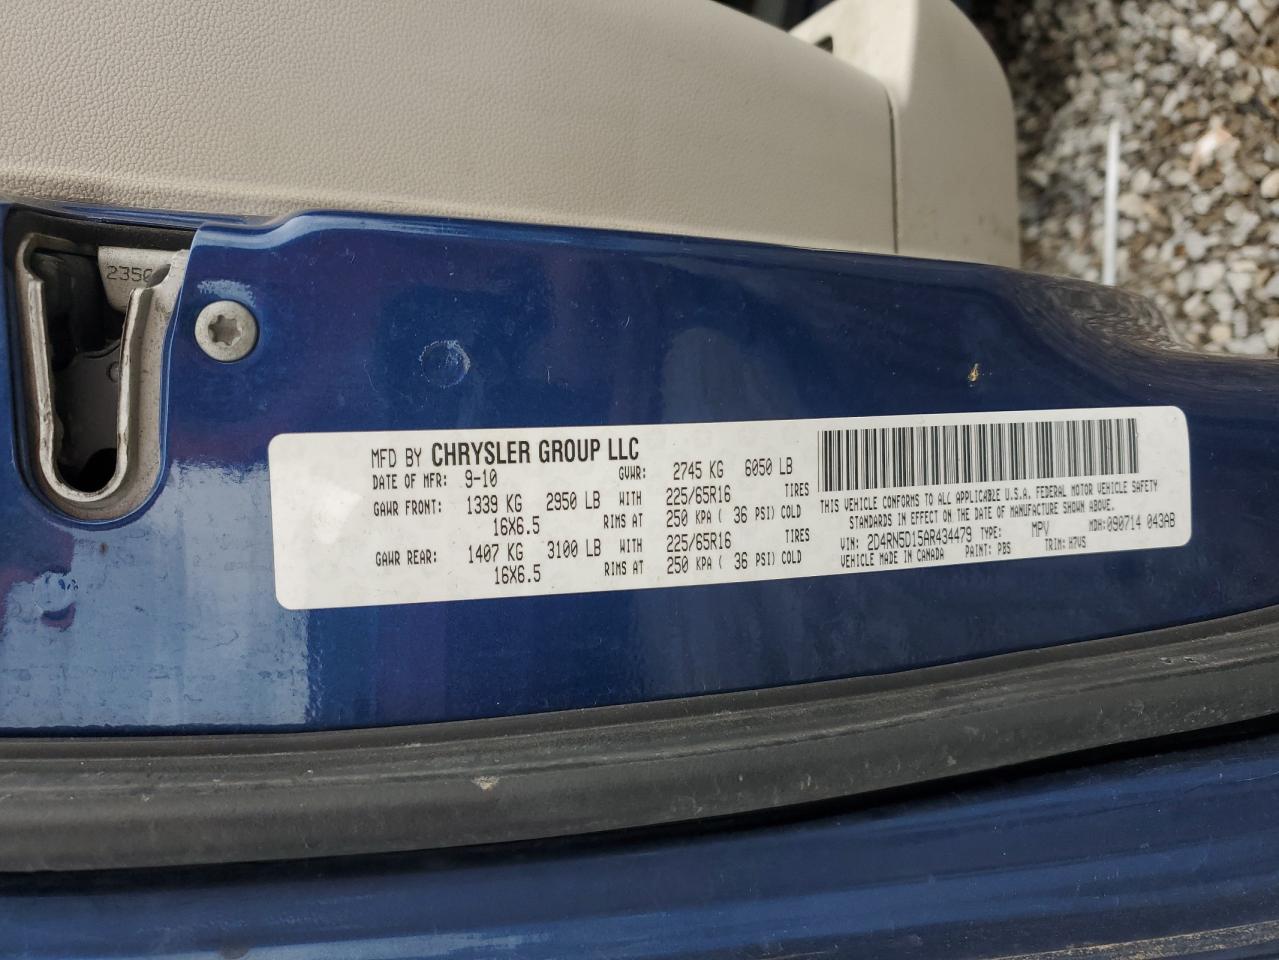 2350
MFD BY CHRYSLER GROUP LLC
DATE OF MFR: 9-10 GVWR: 2745 KG 6050 LB
GAWR FRONT: 1339 KG 2950 LB WITH 225/65R16 TIRES
16X6.5 RIMS AT 250 KPA ( 36 PSI) COLD
GAWR REAR: 1407 KG 3100 LB WITH 225/65R16 TIRES
16X6.5 RIMS AT 250 KPA ( 36 PSI) COLD
THIS VEHICLE CONFORMS TO ALL APPLICABLE U.S.A. FEDERAL MOTOR VEHICLE SAFETY
STANDARDS IN EFFECT ON THE DATE OF MANUFACTURE SHOWN ABOVE.
VIN: 2D4RN5D15AR434479 TYPE: MPV MDH: 090714 043AB
VEHICLE MADE IN CANADA PAINT: PBS TRIM: H7V5